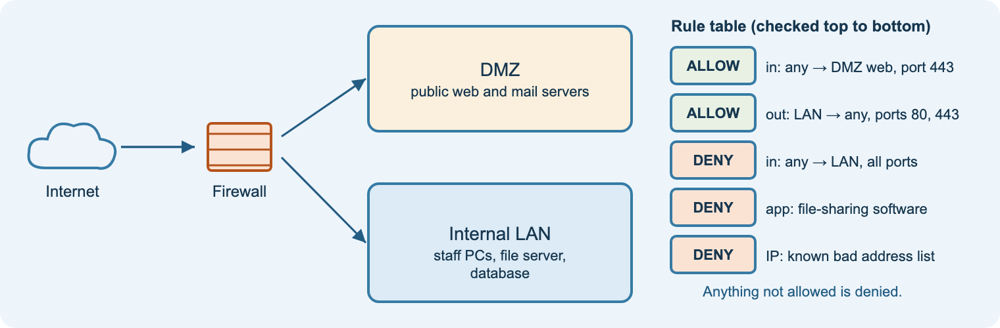 Internet
Firewall
DMZ
public web and mail servers
Internal LAN
staff PCs, file server,
database
Rule table (checked top to bottom)
ALLOW in: any → DMZ web, port 443
ALLOW out: LAN → any, ports 80, 443
DENY in: any → LAN, all ports
DENY app: file-sharing software
DENY IP: known bad address list
Anything not allowed is denied.